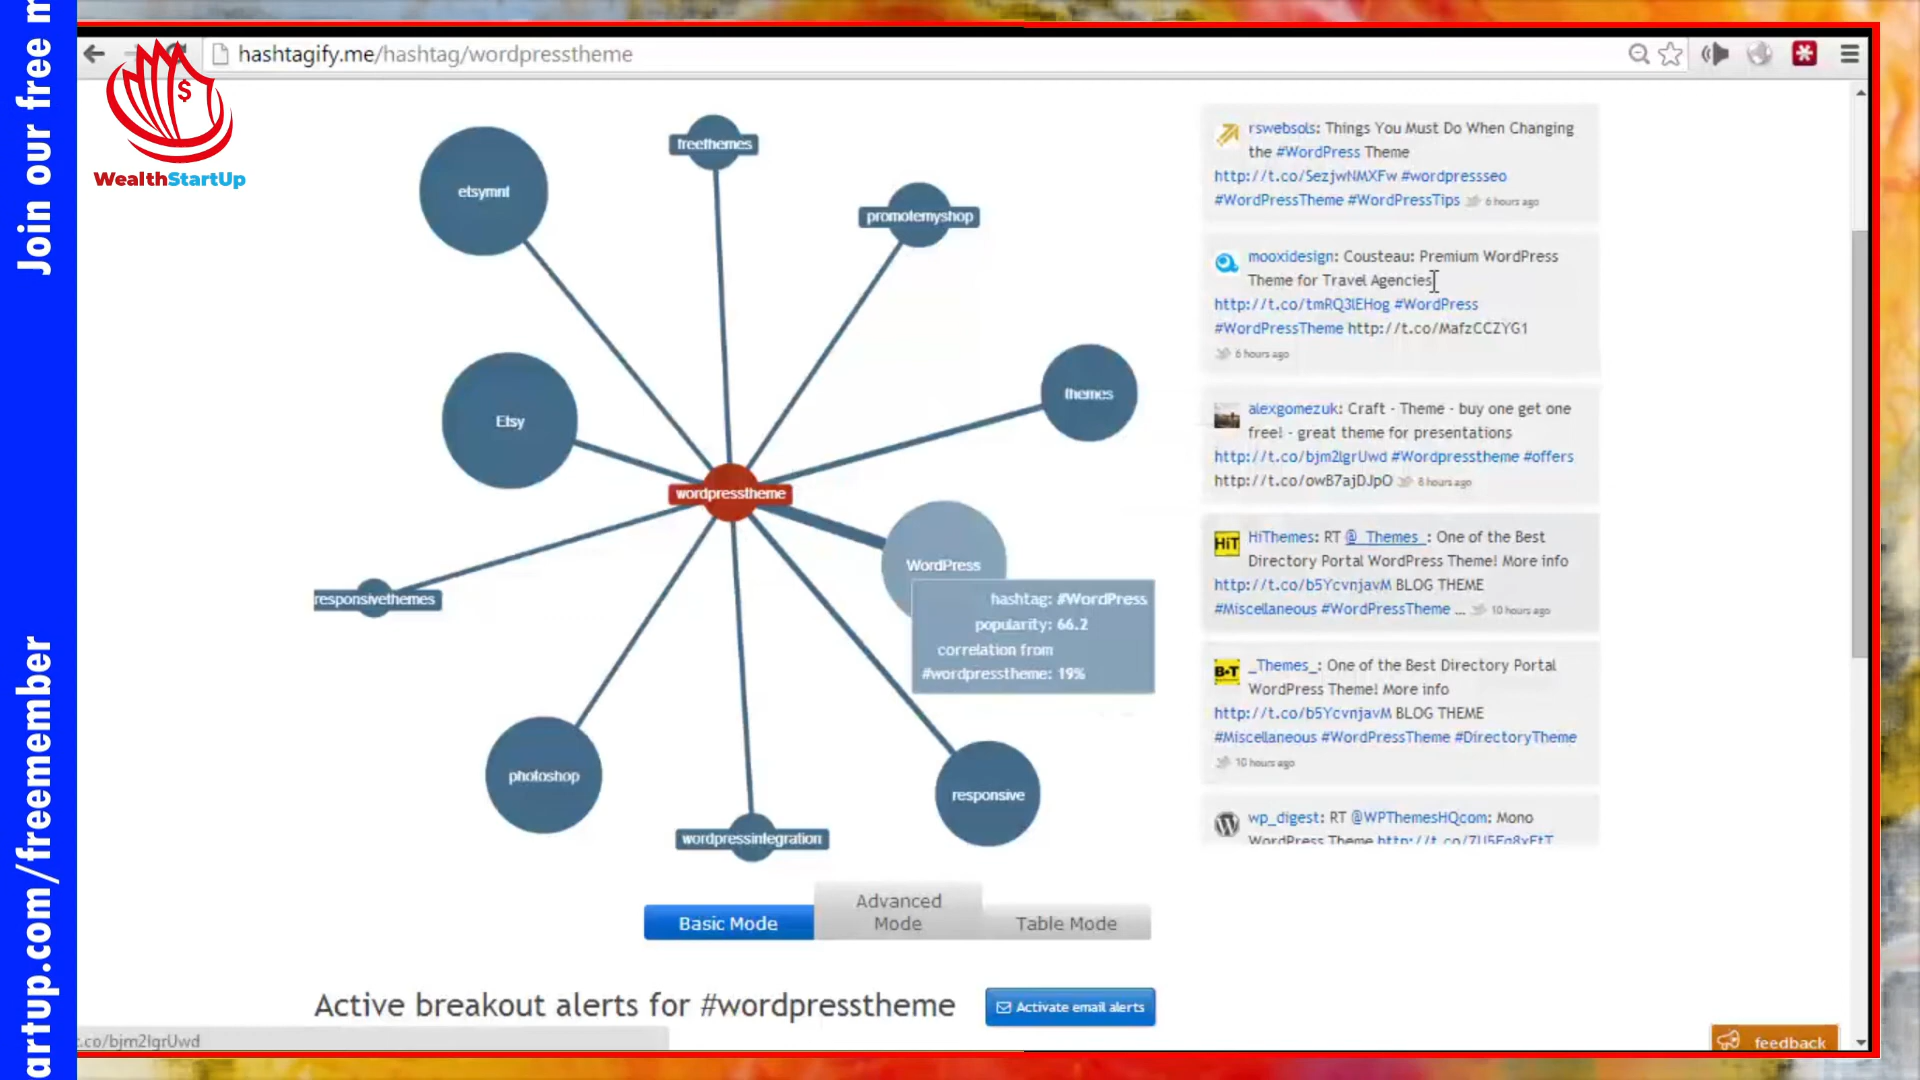 Join our free m
artup.com/freemember
hashtagify.me/hashtag/wordpresstheme
$
WealthStartUp
etsymnt
freethemes
promotemyshop
Etsy
themes
wordpresstheme
WordPress
hashtag: #WordPress
popularity: 66.2
correlation from
#wordpresstheme: 19%
responsivethemes
photoshop
wordpressintegration
responsive
Basic Mode
Advanced
Mode
Table Mode
Active breakout alerts for #wordpresstheme
Activate email alerts
rswebsols: Things You Must Do When Changing
the #WordPress Theme
http://t.co/5ezjwNMXFw #wordpressseo
#WordPressTheme #WordPressTips 6 hours ago
mooxidesign: Cousteau: Premium WordPress
Theme for Travel Agencies
http://t.co/tmRQ3lEHog #WordPress
#WordPressTheme http://t.co/MafzCCZYG1
6 hours ago
alexgomezuk: Craft - Theme - buy one get one
free! - great theme for presentations
http://t.co/bjm2lgrUwd #Wordpresstheme #offers
http://t.co/owB7ajDJpO 8 hours ago
HiT
HiThemes: RT @_Themes_: One of the Best
Directory Portal WordPress Theme! More info
http://t.co/b5YcvnjavM BLOG THEME
#Miscellaneous #WordPressTheme ... 10 hours ago
B•T
_Themes_: One of the Best Directory Portal
WordPress Theme! More info
http://t.co/b5YcvnjavM BLOG THEME
#Miscellaneous #WordPressTheme #DirectoryTheme
10 hours ago
wp_digest: RT @WPThemesHQcom: Mono
WordPress Theme
.co/bjm2lgrUwd
feedback